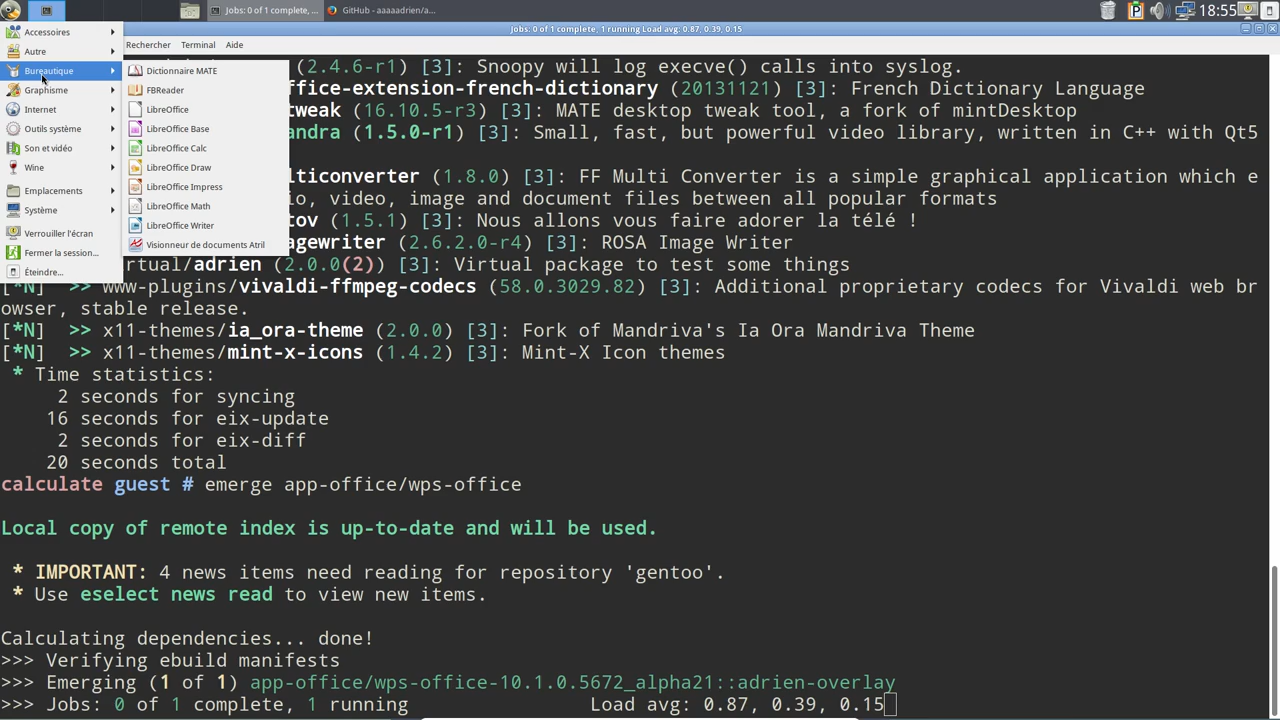 Jobs: 0 of 1 complete, ...
GitHub - aaaadrien/a...
18:55
Jobs: 0 of 1 complete, 1 running Load avg: 0.87, 0.39, 0.15
Rechercher Terminal Aide
Accessoires
Autre
Bureautique
Graphisme
Internet
Outils système
Son et vidéo
Wine
Emplacements
Système
Verrouiller l'écran
Fermer la session...
Éteindre...
Dictionnaire MATE
FBReader
LibreOffice
LibreOffice Base
LibreOffice Calc
LibreOffice Draw
LibreOffice Impress
LibreOffice Math
LibreOffice Writer
Visionneur de documents Atril
(2.4.6-r1) [3]: Snoopy will log execve() calls into syslog.
ffice-extension-french-dictionary (20131121) [3]: French Dictionary Language
tweak (16.10.5-r3) [3]: MATE desktop tweak tool, a fork of mintDesktop
andra (1.5.0-r1) [3]: Small, fast, but powerful video library, written in C++ with Qt5
lticonverter (1.8.0) [3]: FF Multi Converter is a simple graphical application which e
io, video, image and document files between all popular formats
tov (1.5.1) [3]: Nous allons vous faire adorer la télé !
agewriter (2.6.2.0-r4) [3]: ROSA Image Writer
irtual/adrien (2.0.0(2)) [3]: Virtual package to test some things
[*N] >> www-plugins/vivaldi-ffmpeg-codecs (58.0.3029.82) [3]: Additional proprietary codecs for Vivaldi web br
owser, stable release.
[*N] >> x11-themes/ia_ora-theme (2.0.0) [3]: Fork of Mandriva's Ia Ora Mandriva Theme
[*N] >> x11-themes/mint-x-icons (1.4.2) [3]: Mint-X Icon themes
* Time statistics:
2 seconds for syncing
16 seconds for eix-update
2 seconds for eix-diff
20 seconds total
calculate guest # emerge app-office/wps-office
Local copy of remote index is up-to-date and will be used.
* IMPORTANT: 4 news items need reading for repository 'gentoo'.
* Use eselect news read to view new items.
Calculating dependencies... done!
>>> Verifying ebuild manifests
>>> Emerging (1 of 1) app-office/wps-office-10.1.0.5672_alpha21::adrien-overlay
>>> Jobs: 0 of 1 complete, 1 running Load avg: 0.87, 0.39, 0.15